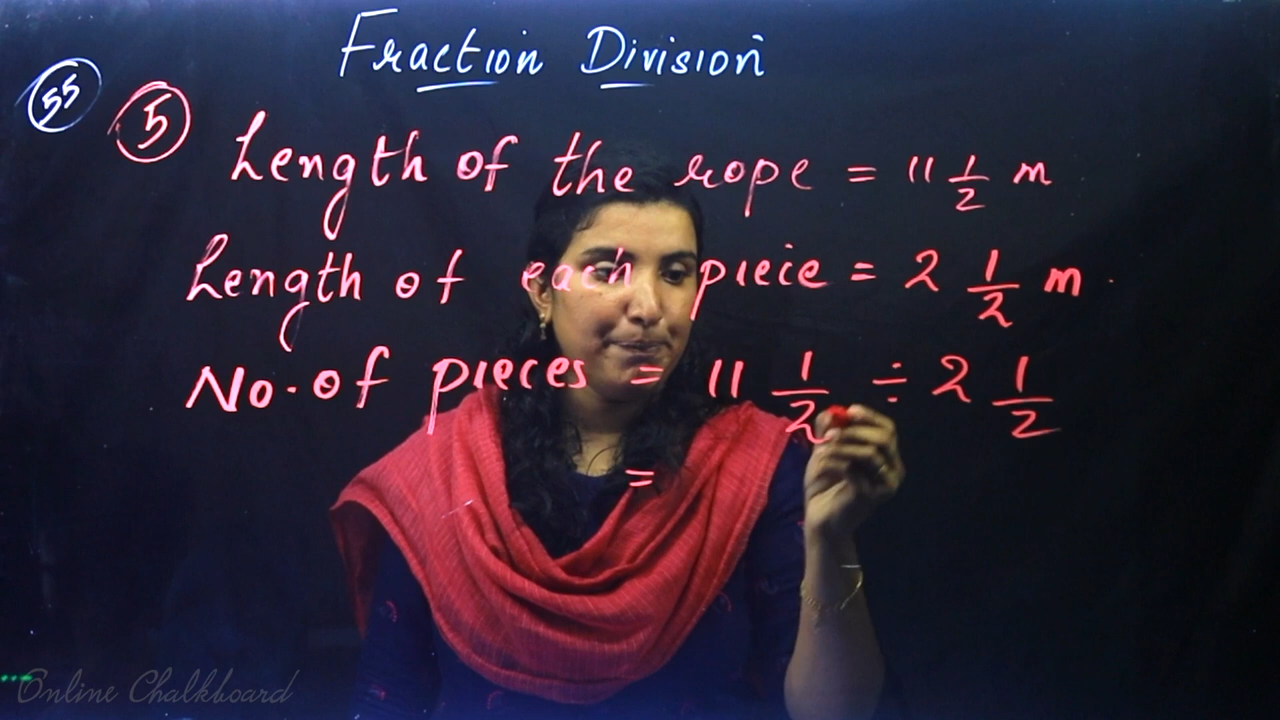 Fraction Division
55
5 Length of the rope = 11 1/2 m
Length of each piece = 2 1/2 m.
No. of pieces = 11 1/2 ÷ 2 1/2
=
Online Chalkboard